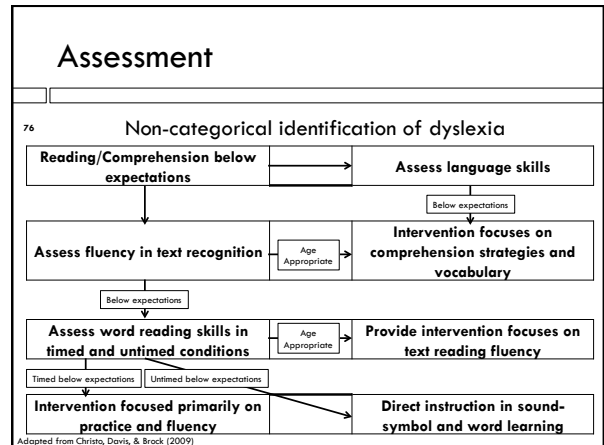 Assessment
76
Non-categorical identification of dyslexia
Reading/Comprehension below
expectations
Assess language skills
Below expectations
Assess fluency in text recognition
Age
Appropriate
Intervention focuses on
comprehension strategies and
vocabulary
Below expectations
Assess word reading skills in
timed and untimed conditions
Age
Appropriate
Provide intervention focuses on
text reading fluency
Timed below expectations
Untimed below expectations
Intervention focused primarily on
practice and fluency
Direct instruction in sound-
symbol and word learning
Adapted from Christo, Davis, & Brock (2009)